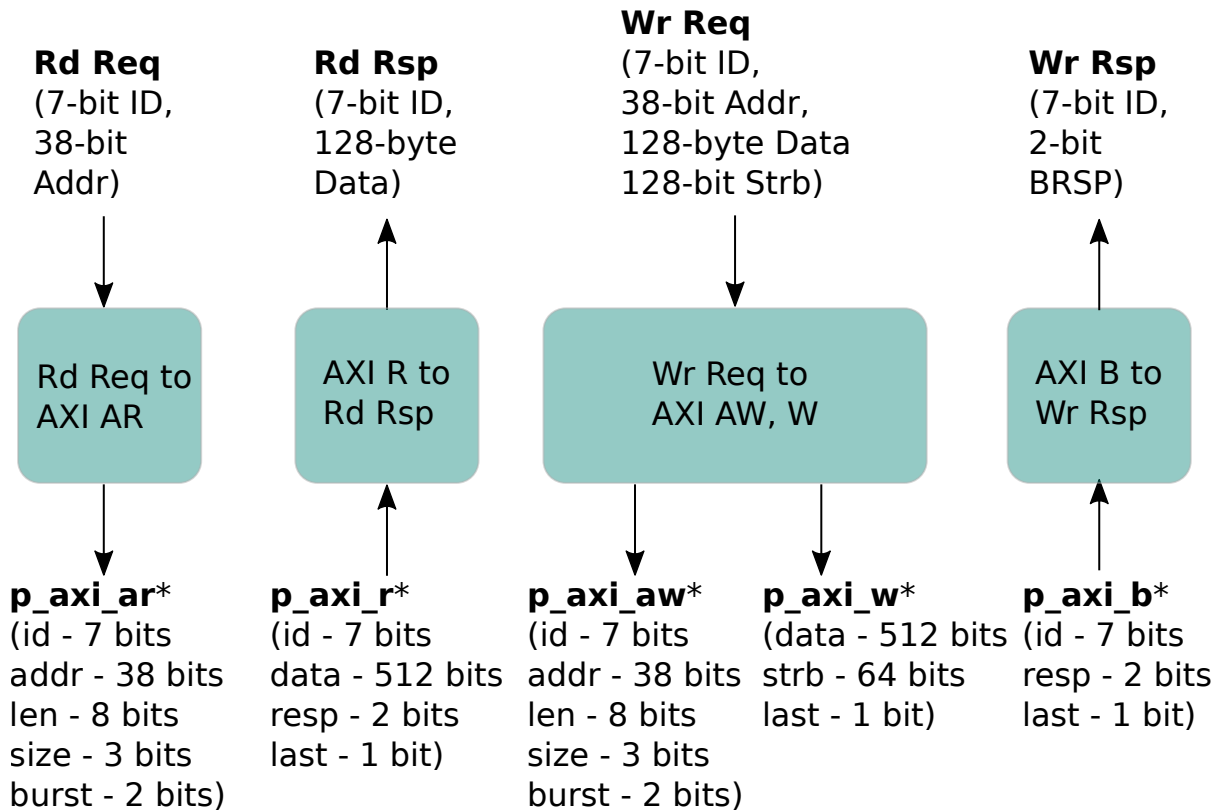 Rd Req
(7-bit ID,
38-bit
Addr)
Rd Rsp
(7-bit ID,
128-byte
Data)
Wr Req
(7-bit ID,
38-bit Addr,
128-byte Data
128-bit Strb)
Wr Rsp
(7-bit ID,
2-bit
BRSP)
Rd Req to
AXI AR
AXI R to
Rd Rsp
Wr Req to
AXI AW, W
AXI B to
Wr Rsp
p_axi_ar*
(id - 7 bits
addr - 38 bits
len - 8 bits
size - 3 bits
burst - 2 bits)
p_axi_r*
(id - 7 bits
data - 512 bits
resp - 2 bits
last - 1 bit)
p_axi_aw*
(id - 7 bits
addr - 38 bits
len - 8 bits
size - 3 bits
burst - 2 bits)
p_axi_w*
(data - 512 bits
strb - 64 bits
last - 1 bit)
p_axi_b*
(id - 7 bits
resp - 2 bits
last - 1 bit)